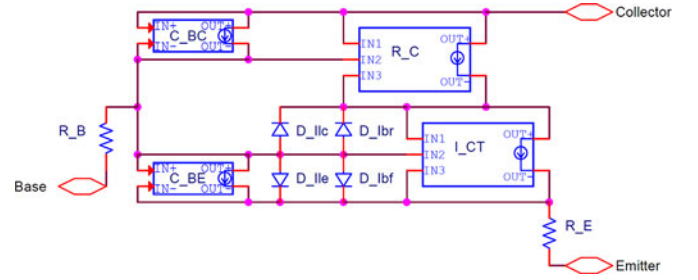 IN+ OUT+
C_BC
IN- OUT-
Collector
OUT+
IN1 R_C
IN2
IN3 OUT-
R_B
D_Ilc D_Ibr
OUT+
IN1
IN2 I_CT
IN3
OUT-
IN+ OUT+
C_BE
IN- OUT-
Base
D_Ile D_Ibf
R_E
Emitter